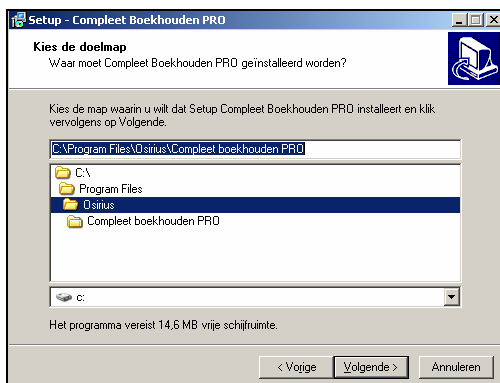 Setup - Compleet Boekhouden PRO
Kies de doelmap
Waar moet Compleet Boekhouden PRO geïnstalleerd worden?
Kies de map waarin u wilt dat Setup Compleet Boekhouden PRO installeert en klik
vervolgens op Volgende.
C:\Program Files\Osirius\Compleet boekhouden PRO
C:\
Program Files
Osirius
Compleet boekhouden PRO
c:
Het programma vereist 14,6 MB vrije schijfruimte.
< Vorige
Volgende >
Annuleren